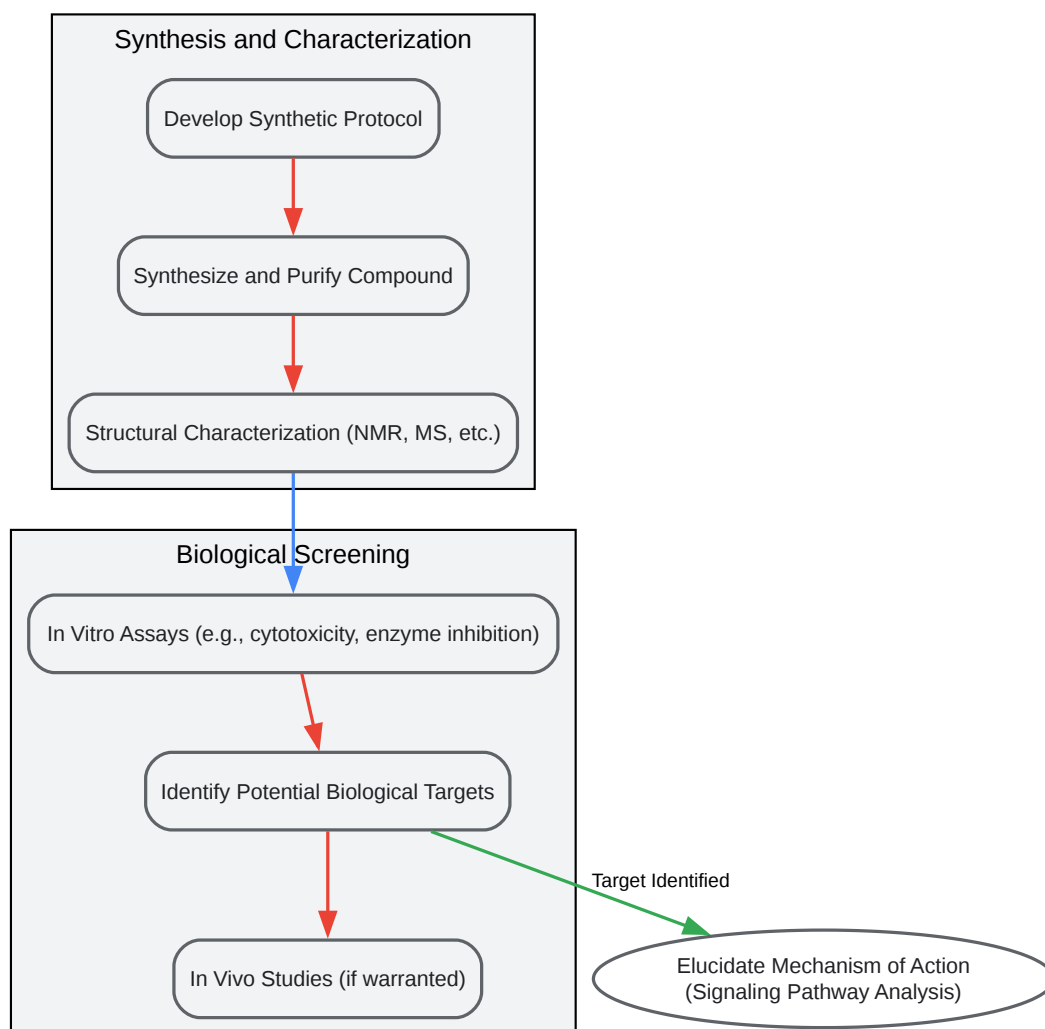 Synthesis and Characterization
Develop Synthetic Protocol
Synthesize and Purify Compound
Structural Characterization (NMR, MS, etc.)
Biological Screening
In Vitro Assays (e.g., cytotoxicity, enzyme inhibition)
Identify Potential Biological Targets
Target Identified
In Vivo Studies (if warranted)
Elucidate Mechanism of Action
(Signaling Pathway Analysis)